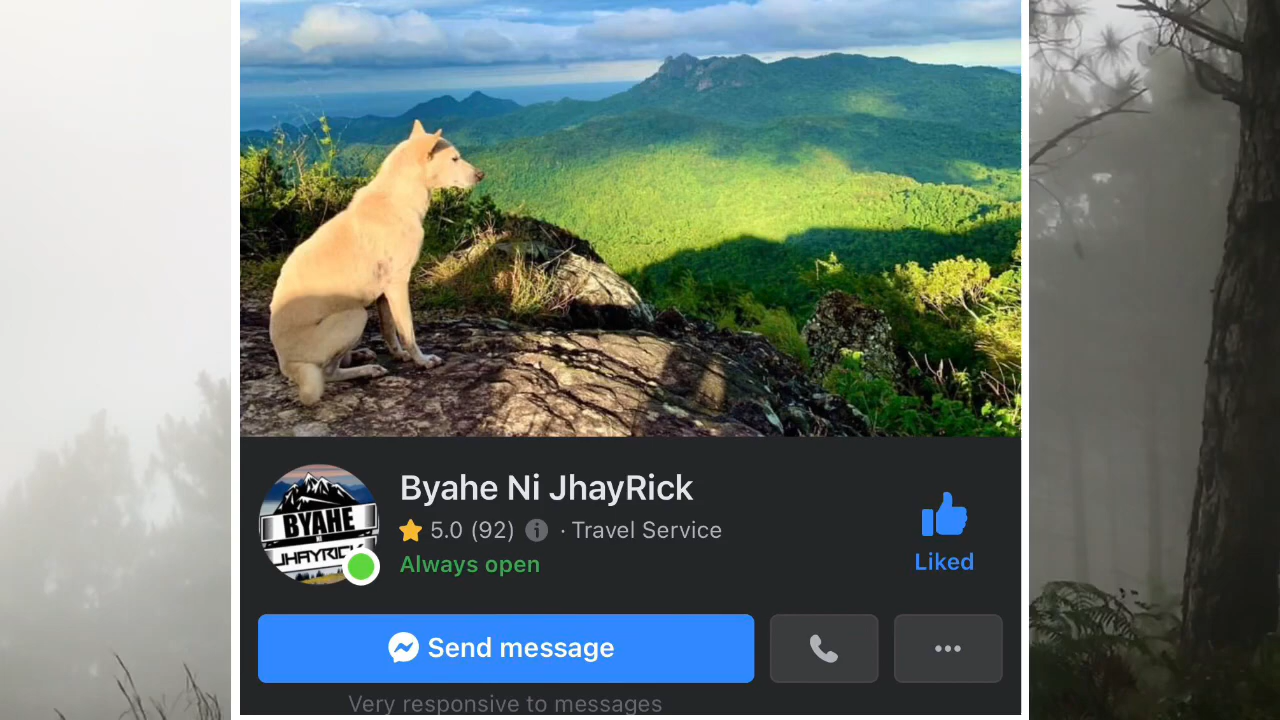 Byahe Ni JhayRick
5.0 (92) i · Travel Service
Always open
Liked
BYAHE
NI
JHAYRICK
Send message
Very responsive to messages